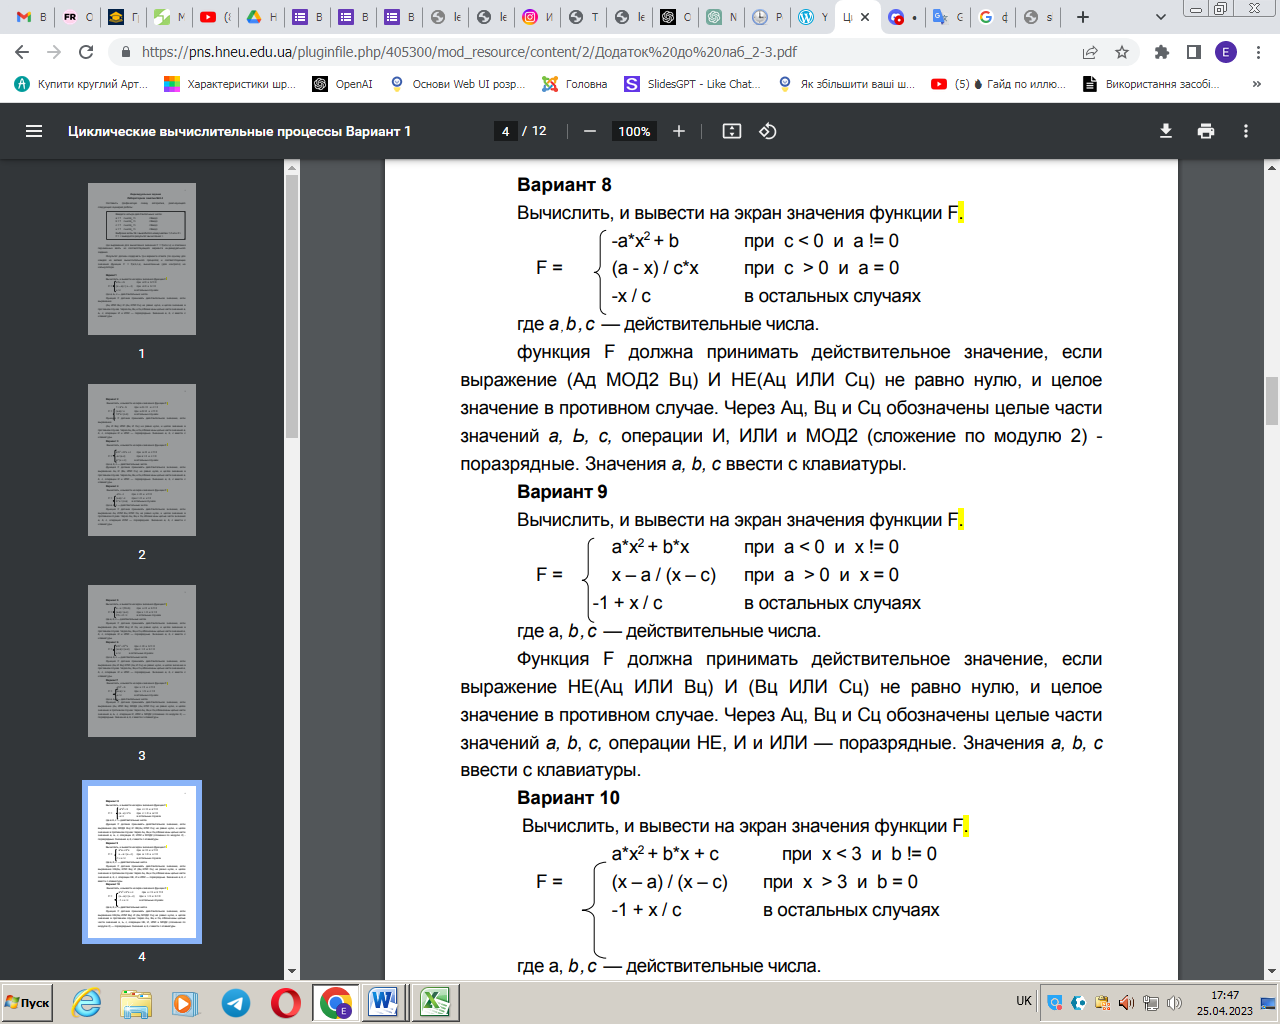 https://pns.hneu.edu.ua/pluginfile.php/405300/mod_resource/content/2/Додаток%20до%20лаб_2-3.pdf
Купити круглий Арт...
Характеристики шр...
OpenAI
Основи Web UI розр...
Головна
SlidesGPT - Like Chat...
Як збільшити ваші ш...
(5) Гайд по иллю...
Використання засобі...
»
Циклические вычислительные процессы Вариант 1
4 / 12
100%
Вариант 8
Вычислить, и вывести на экран значения функции F.
-a*x² + b при c < 0 и a != 0
F = (a - x) / c*x при c > 0 и a = 0
-x / c в остальных случаях
где a, b, c — действительные числа.
функция F должна принимать действительное значение, если
выражение (Ад МОД2 Вц) И НЕ(Ац ИЛИ Сц) не равно нулю, и целое
значение в противном случае. Через Ац, Вц и Сц обозначены целые части
значений a, Ь, c, операции И, ИЛИ и МОД2 (сложение по модулю 2) -
поразрядные. Значения a, b, c ввести с клавиатуры.
Вариант 9
Вычислить, и вывести на экран значения функции F.
a*x² + b*x при a < 0 и x != 0
F = x – a / (x – c) при a > 0 и x = 0
-1 + x / c в остальных случаях
где a, b, c — действительные числа.
Функция F должна принимать действительное значение, если
выражение НЕ(Ац ИЛИ Вц) И (Вц ИЛИ Сц) не равно нулю, и целое
значение в противном случае. Через Ац, Вц и Сц обозначены целые части
значений a, b, c, операции НЕ, И и ИЛИ — поразрядные. Значения a, b, c
ввести с клавиатуры.
Вариант 10
Вычислить, и вывести на экран значения функции F.
a*x² + b*x + c при x < 3 и b != 0
F = (x – a) / (x – c) при x > 3 и b = 0
-1 + x / c в остальных случаях
где a, b, c — действительные числа.
1
2
3
4
Пуск
UK
17:47
25.04.2023